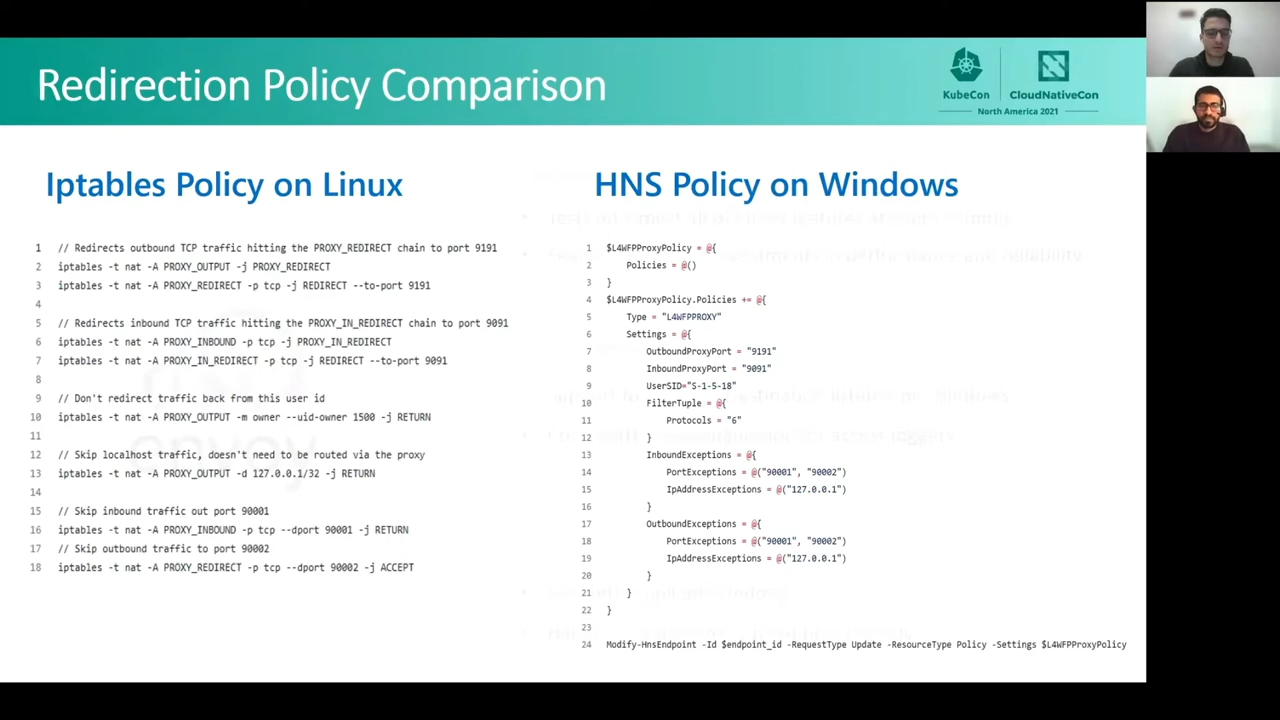 Redirection Policy Comparison
KubeCon
CloudNativeCon
North America 2021
Iptables Policy on Linux
1 // Redirects outbound TCP traffic hitting the PROXY_REDIRECT chain to port 9191
2 iptables -t nat -A PROXY_OUTPUT -j PROXY_REDIRECT
3 iptables -t nat -A PROXY_REDIRECT -p tcp -j REDIRECT --to-port 9191
4
5 // Redirects inbound TCP traffic hitting the PROXY_IN_REDIRECT chain to port 9091
6 iptables -t nat -A PROXY_INBOUND -p tcp -j PROXY_IN_REDIRECT
7 iptables -t nat -A PROXY_IN_REDIRECT -p tcp -j REDIRECT --to-port 9091
8
9 // Don't redirect traffic back from this user id
10 iptables -t nat -A PROXY_OUTPUT -m owner --uid-owner 1500 -j RETURN
11
12 // Skip localhost traffic, doesn't need to be routed via the proxy
13 iptables -t nat -A PROXY_OUTPUT -d 127.0.0.1/32 -j RETURN
14
15 // Skip inbound traffic out port 90001
16 iptables -t nat -A PROXY_INBOUND -p tcp --dport 90001 -j RETURN
17 // Skip outbound traffic to port 90002
18 iptables -t nat -A PROXY_REDIRECT -p tcp --dport 90002 -j ACCEPT
HNS Policy on Windows
1 $L4WFPProxyPolicy = @{
2 Policies = @()
3 }
4 $L4WFPProxyPolicy.Policies += @{
5 Type = "L4WFPPROXY"
6 Settings = @{
7 OutboundProxyPort = "9191"
8 InboundProxyPort = "9091"
9 UserSID="S-1-5-18"
10 FilterTuple = @{
11 Protocols = "6"
12 }
13 InboundExceptions = @{
14 PortExceptions = @("90001", "90002")
15 IpAddressExceptions = @("127.0.0.1")
16 }
17 OutboundExceptions = @{
18 PortExceptions = @("90001", "90002")
19 IpAddressExceptions = @("127.0.0.1")
20 }
21 }
22 }
23
24 Modify-HnsEndpoint -Id $endpoint_id -RequestType Update -ResourceType Policy -Settings $L4WFPProxyPolicy